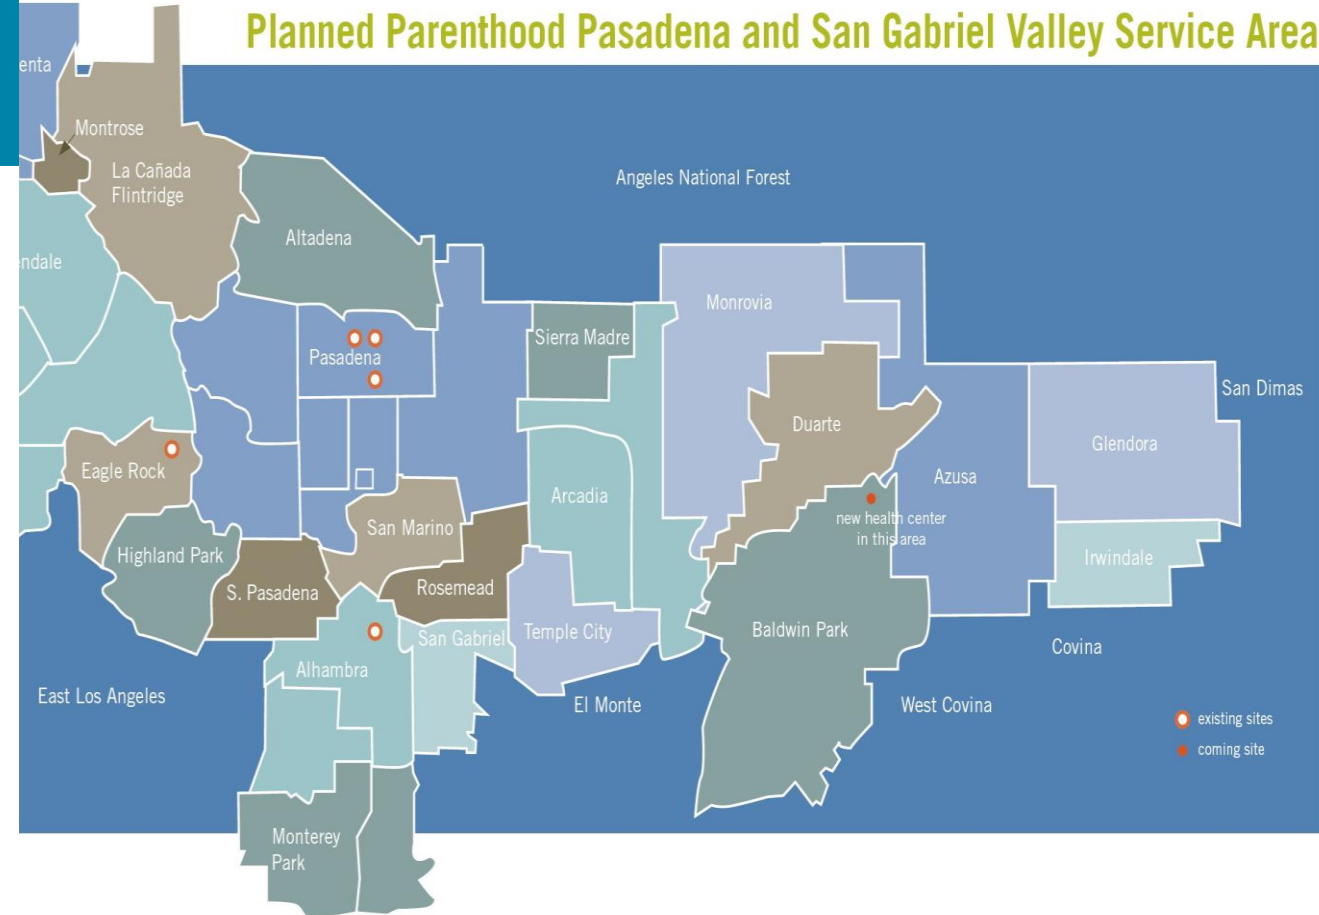 Planned Parenthood Pasadena and San Gabriel Valley Service Area
enta
Montrose
La Cañada
Flintridge
Angeles National Forest
Altadena
ndale
Monrovia
Sierra Madre
Pasadena
San Dimas
Duarte
Glendora
Eagle Rock
Azusa
Arcadia
new health center
in this area
San Marino
Highland Park
Irwindale
Rosemead
S. Pasadena
San Gabriel
Temple City
Baldwin Park
Covina
Alhambra
East Los Angeles
El Monte
West Covina
existing sites
coming site
Monterey
Park